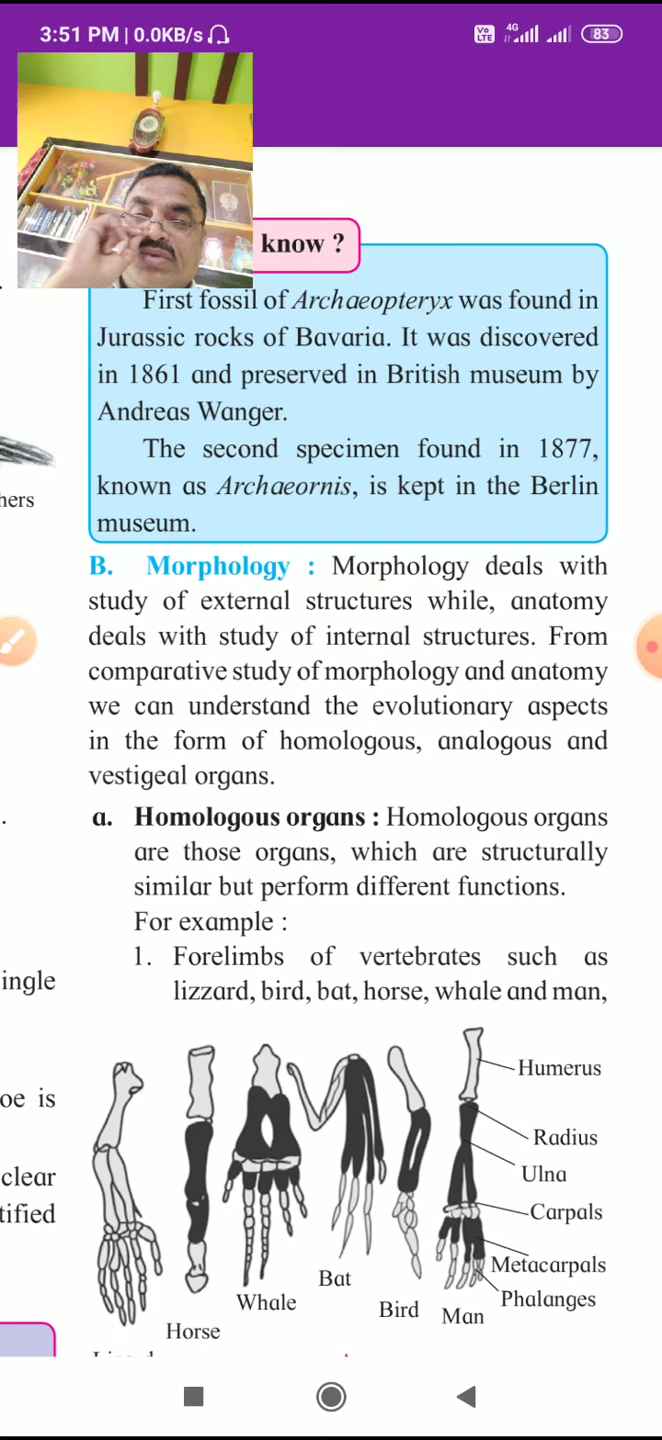 3:51 PM | 0.0KB/s
Vo LTE 4G 83
know ?
First fossil of Archaeopteryx was found in
Jurassic rocks of Bavaria. It was discovered
in 1861 and preserved in British museum by
Andreas Wanger.
The second specimen found in 1877,
known as Archaeornis, is kept in the Berlin
museum.
hers
B. Morphology : Morphology deals with
study of external structures while, anatomy
deals with study of internal structures. From
comparative study of morphology and anatomy
we can understand the evolutionary aspects
in the form of homologous, analogous and
vestigeal organs.
a. Homologous organs : Homologous organs
are those organs, which are structurally
similar but perform different functions.
For example :
1. Forelimbs of vertebrates such as
lizzard, bird, bat, horse, whale and man,
ingle
oe is
clear
tified
Humerus
Radius
Ulna
Carpals
Metacarpals
Phalanges
Bat
Whale
Bird
Man
Horse